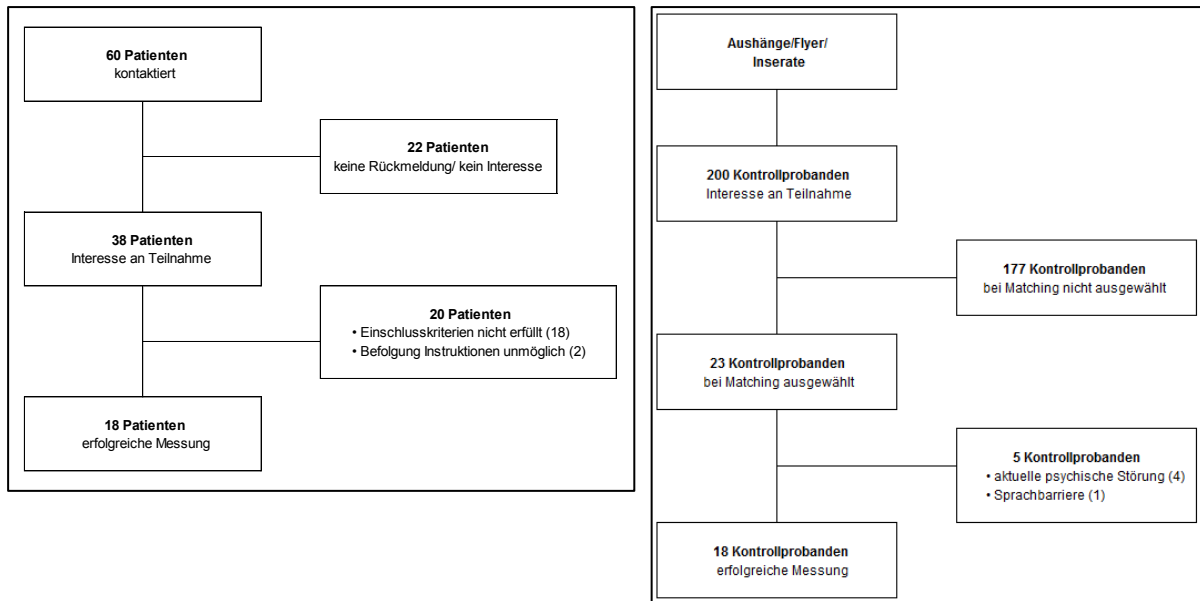 60 Patienten
kontaktiert
22 Patienten
keine Rückmeldung/ kein Interesse
38 Patienten
Interesse an Teilnahme
20 Patienten
• Einschlusskriterien nicht erfüllt (18)
• Befolgung Instruktionen unmöglich (2)
18 Patienten
erfolgreiche Messung
Aushänge/Flyer/
Inserate
200 Kontrollprobanden
Interesse an Teilnahme
177 Kontrollprobanden
bei Matching nicht ausgewählt
23 Kontrollprobanden
bei Matching ausgewählt
5 Kontrollprobanden
• aktuelle psychische Störung (4)
• Sprachbarriere (1)
18 Kontrollprobanden
erfolgreiche Messung